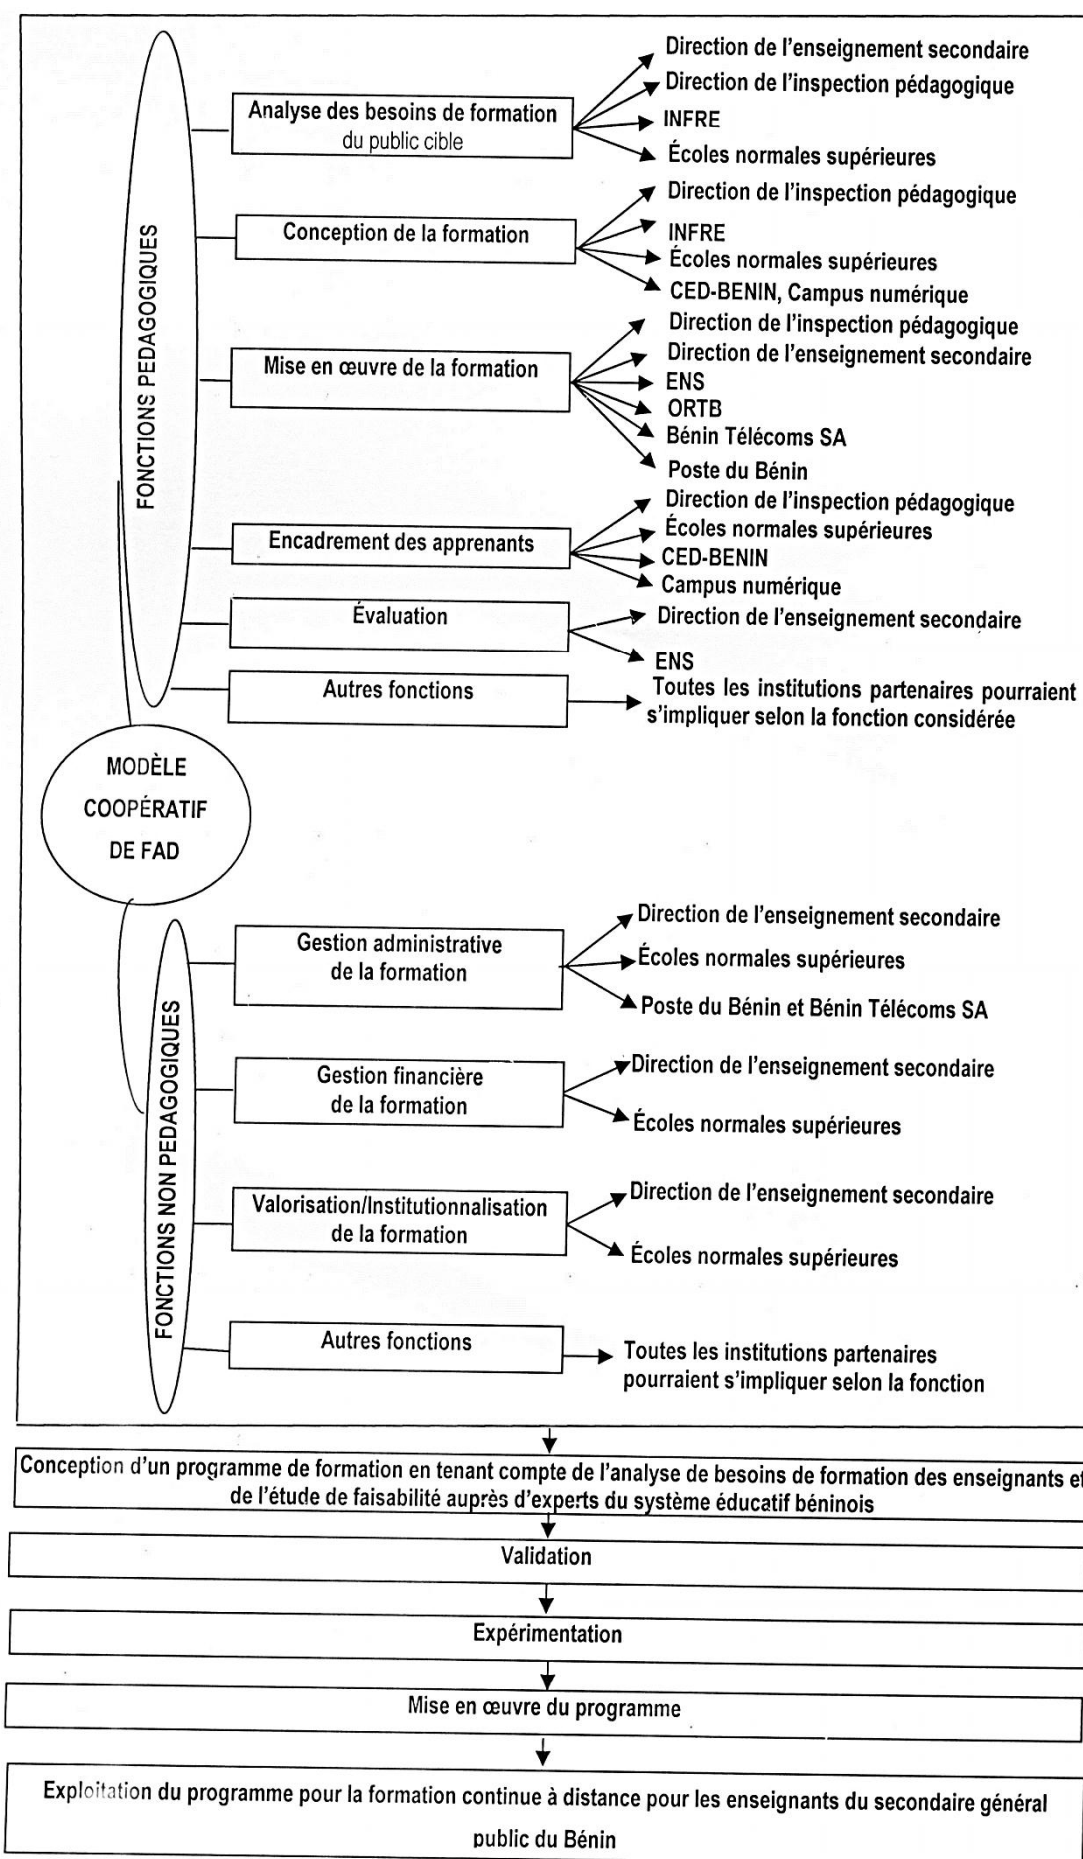 FONCTIONS PEDAGOGIQUES
Analyse des besoins de formation
du public cible
Direction de l'enseignement secondaire
Direction de l'inspection pédagogique
INFRE
Écoles normales supérieures
Conception de la formation
Direction de l'inspection pédagogique
INFRE
Écoles normales supérieures
CED-BENIN, Campus numérique
Mise en œuvre de la formation
Direction de l'inspection pédagogique
Direction de l'enseignement secondaire
ENS
ORTB
Bénin Télécoms SA
Poste du Bénin
Encadrement des apprenants
Direction de l'inspection pédagogique
Écoles normales supérieures
CED-BENIN
Campus numérique
Évaluation
Direction de l'enseignement secondaire
ENS
Autres fonctions
Toutes les institutions partenaires pourraient
s'impliquer selon la fonction considérée
MODÈLE
COOPÉRATIF
DE FAD
FONCTIONS NON PEDAGOGIQUES
Gestion administrative
de la formation
Direction de l'enseignement secondaire
Écoles normales supérieures
Poste du Bénin et Bénin Télécoms SA
Gestion financière
de la formation
Direction de l'enseignement secondaire
Écoles normales supérieures
Valorisation/Institutionnalisation
de la formation
Direction de l'enseignement secondaire
Écoles normales supérieures
Autres fonctions
Toutes les institutions partenaires
pourraient s'impliquer selon la fonction
Conception d'un programme de formation en tenant compte de l'analyse de besoins de formation des enseignants et
de l'étude de faisabilité auprès d'experts du système éducatif béninois
Validation
Expérimentation
Mise en œuvre du programme
Exploitation du programme pour la formation continue à distance pour les enseignants du secondaire général
public du Bénin